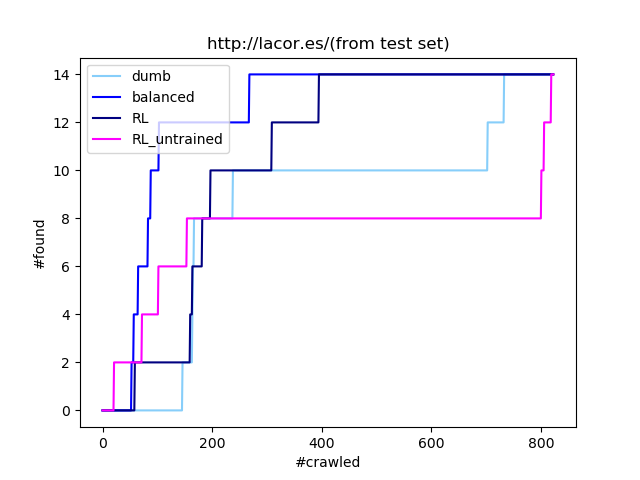 http://lacor.es/(from test set)
dumb
balanced
RL
RL_untrained
14
12
10
8
6
4
2
0
#found
0 200 400 600 800
#crawled